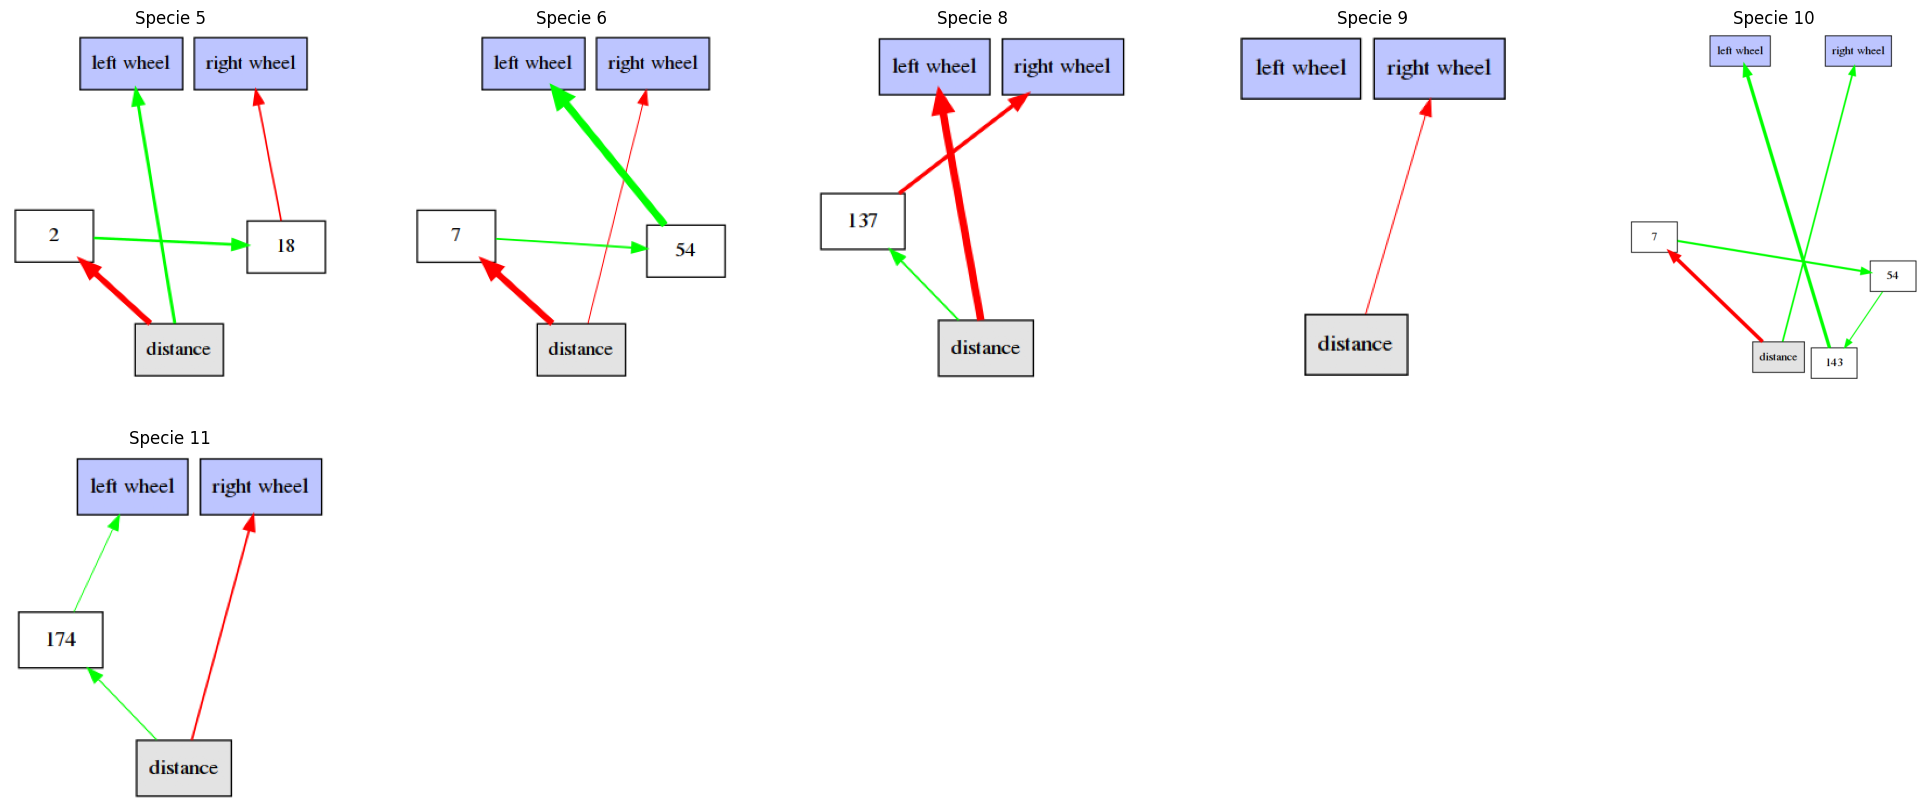 Specie 5
left wheel right wheel
2
18
distance
Specie 6
left wheel right wheel
7
54
distance
Specie 8
left wheel right wheel
137
distance
Specie 9
left wheel right wheel
distance
Specie 10
left wheel right wheel
7
54
distance
143
Specie 11
left wheel right wheel
174
distance